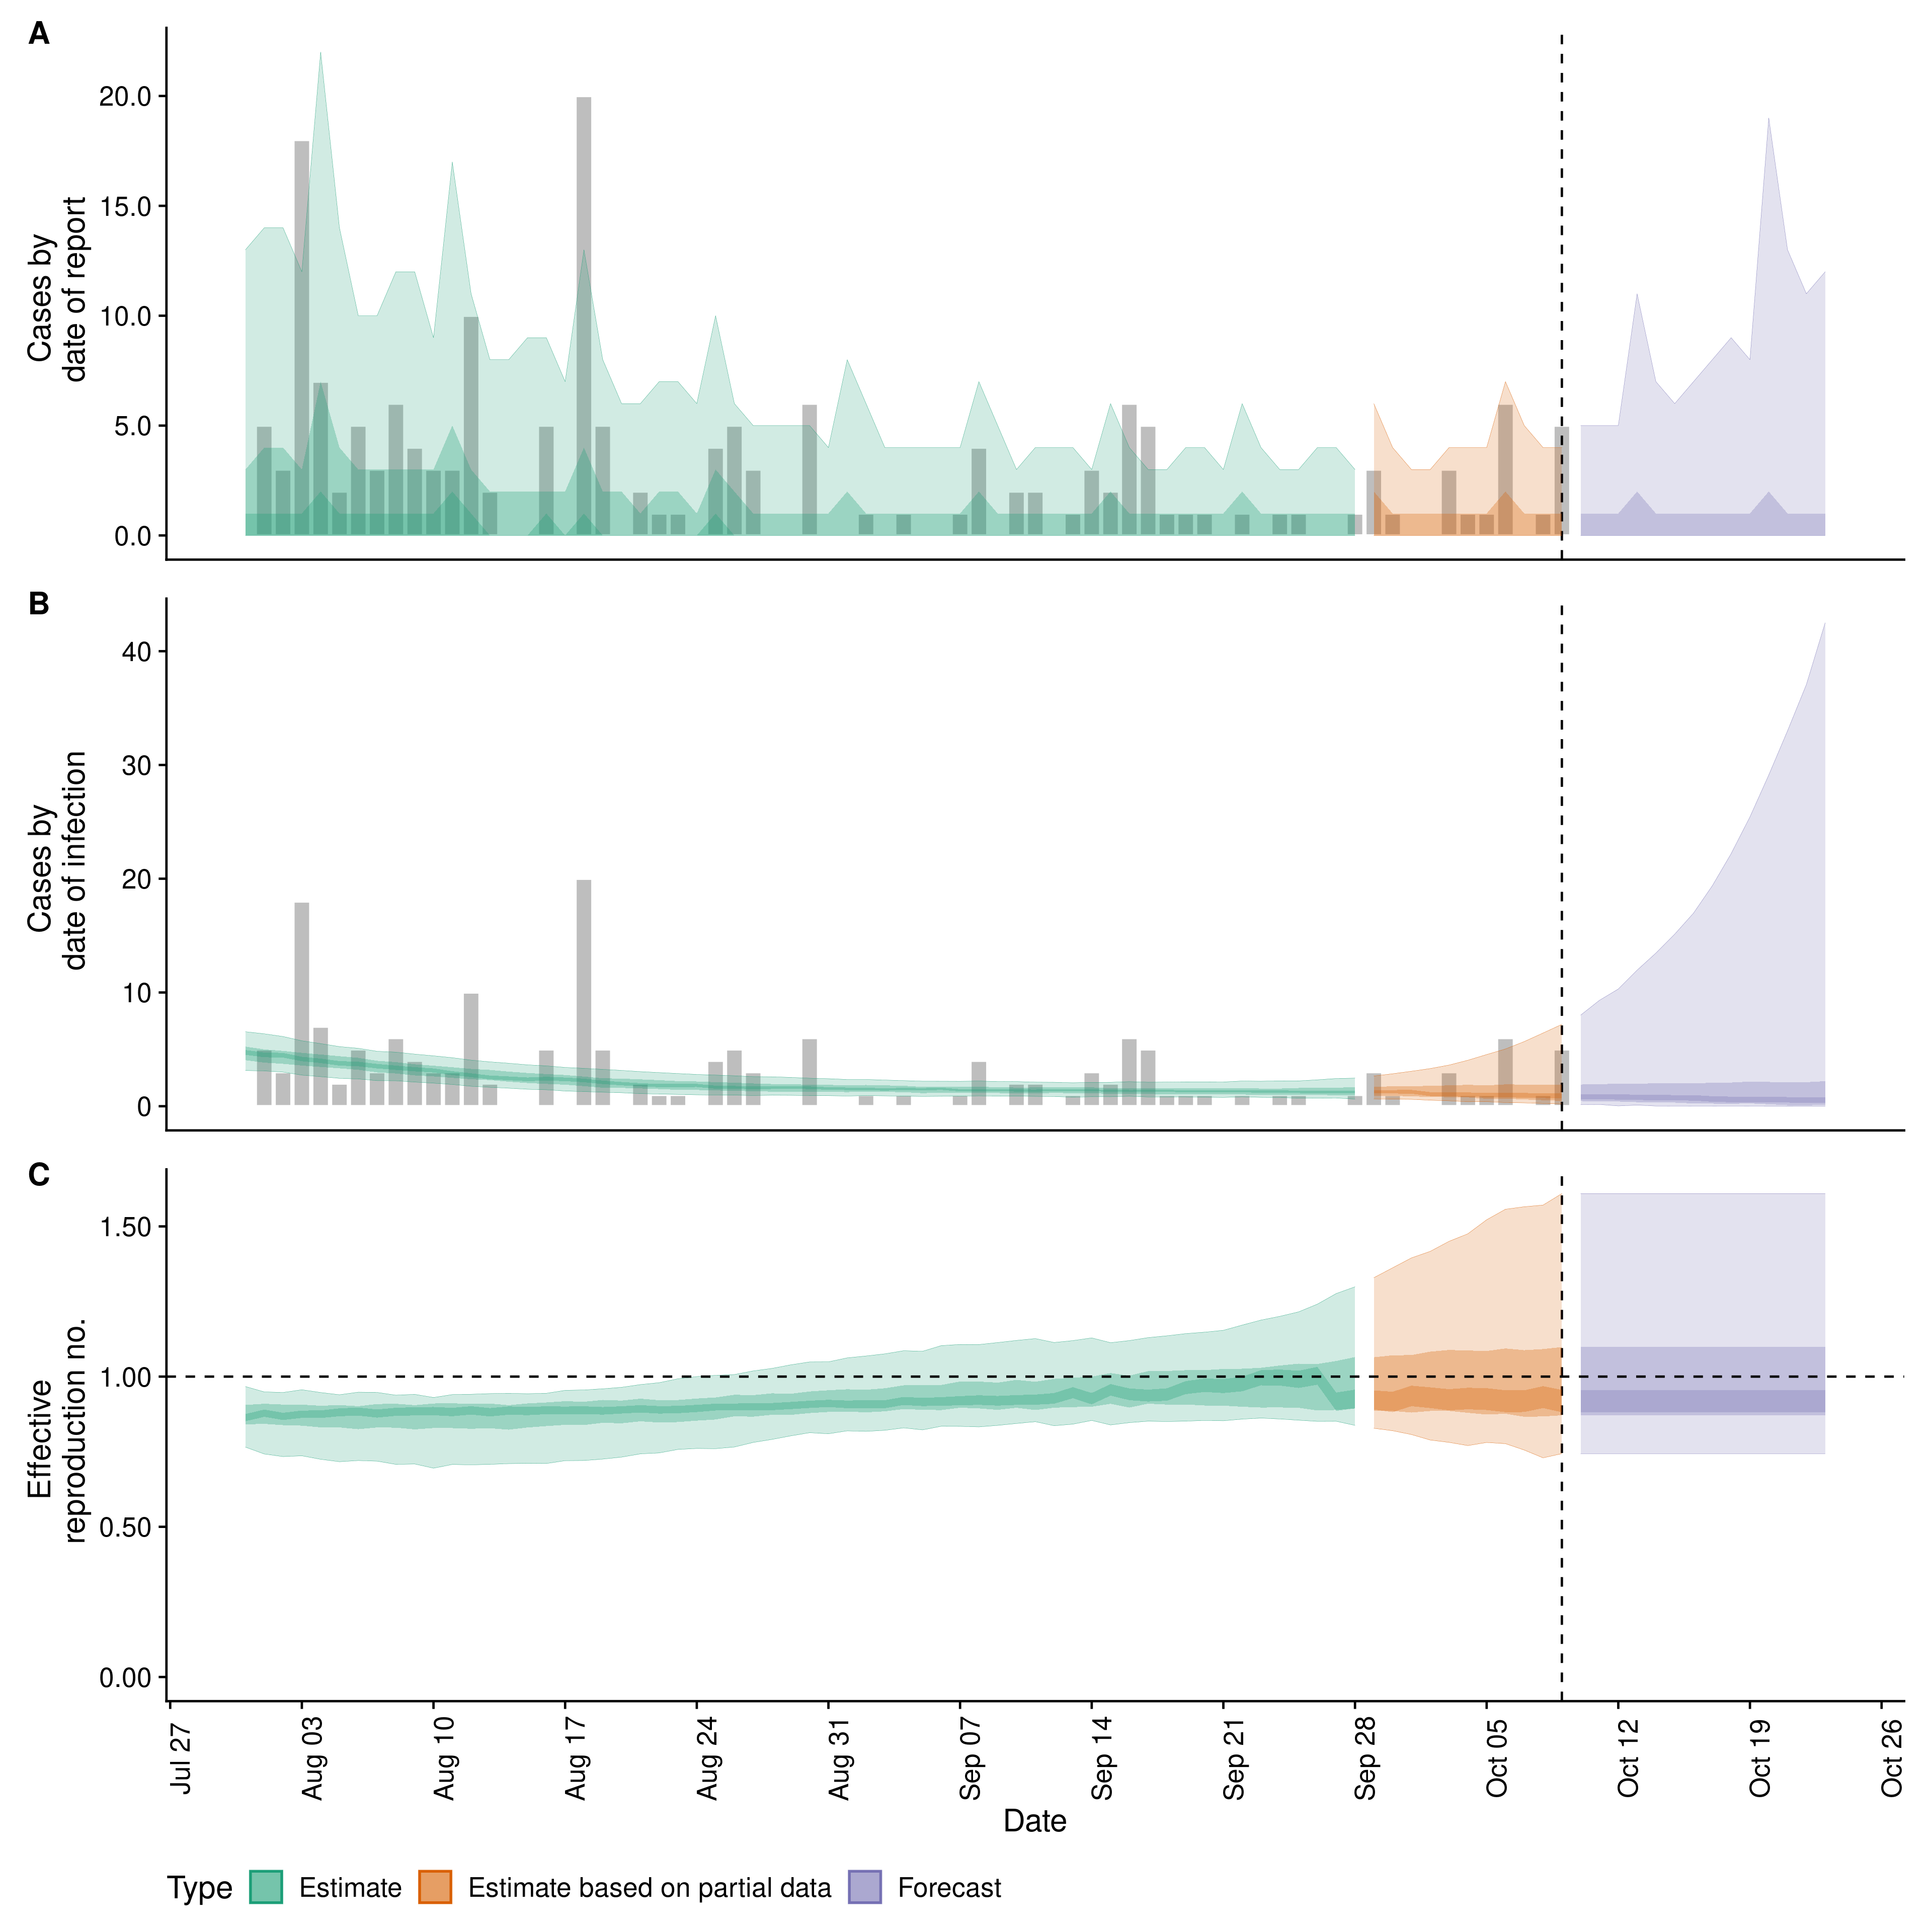 A
Cases by
date of report
20.0
15.0
10.0
5.0
0.0
B
Cases by
date of infection
40
30
20
10
0
C
Effective
reproduction no.
1.50
1.00
0.50
0.00
Jul 27
Aug 03
Aug 10
Aug 17
Aug 24
Aug 31
Sep 07
Sep 14
Sep 21
Sep 28
Oct 05
Oct 12
Oct 19
Oct 26
Date
Type Estimate Estimate based on partial data Forecast